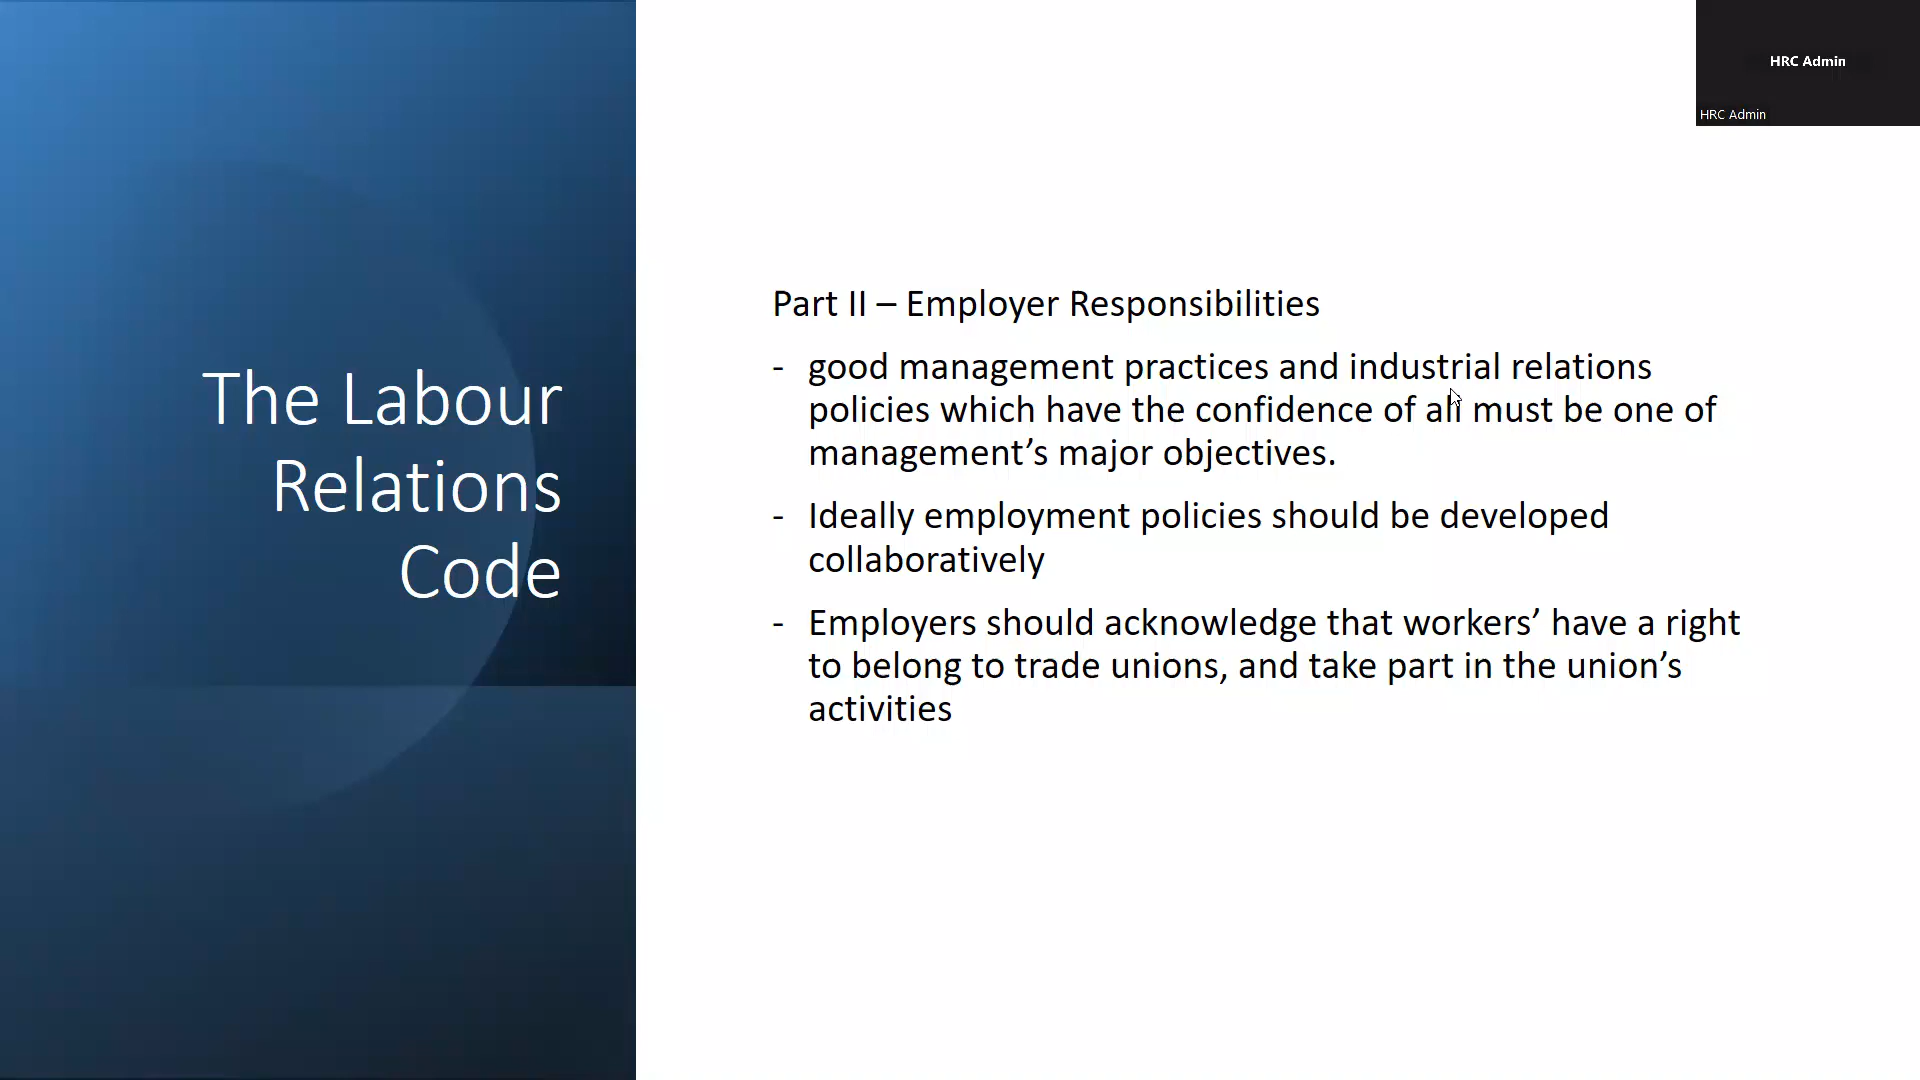 HRC Admin
HRC Admin
The Labour
Relations
Code
Part II – Employer Responsibilities
- good management practices and industrial relations
policies which have the confidence of all must be one of
management’s major objectives.
- Ideally employment policies should be developed
collaboratively
- Employers should acknowledge that workers’ have a right
to belong to trade unions, and take part in the union’s
activities